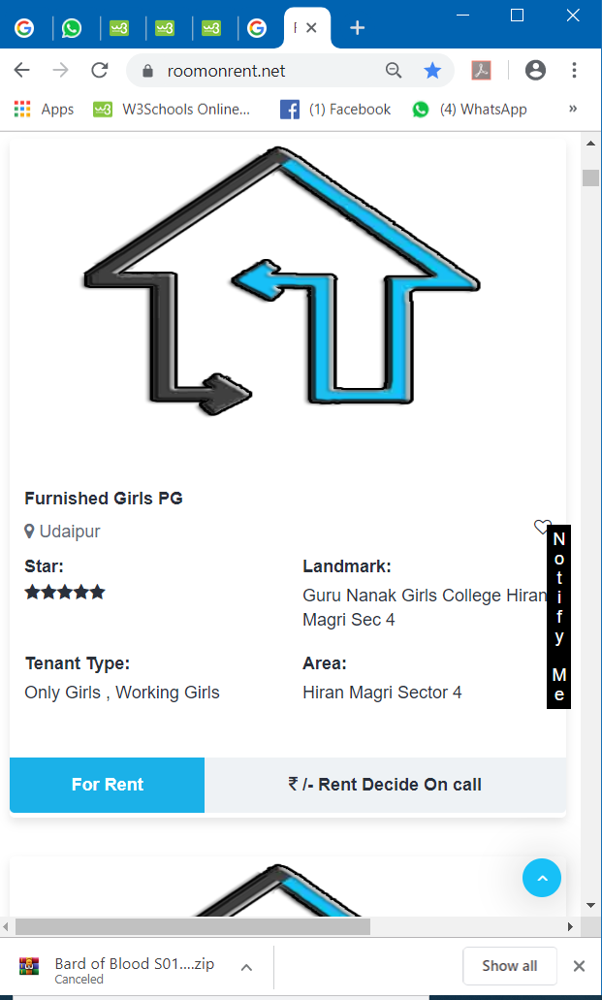 roomonrent.net
Apps
W3Schools Online...
(1) Facebook
(4) WhatsApp
»
Furnished Girls PG
Udaipur
Star:
Landmark:
Guru Nanak Girls College Hiran
Magri Sec 4
Tenant Type:
Area:
Only Girls , Working Girls
Hiran Magri Sector 4
Notify Me
For Rent
₹ /- Rent Decide On call
Bard of Blood S01....zip
Canceled
Show all